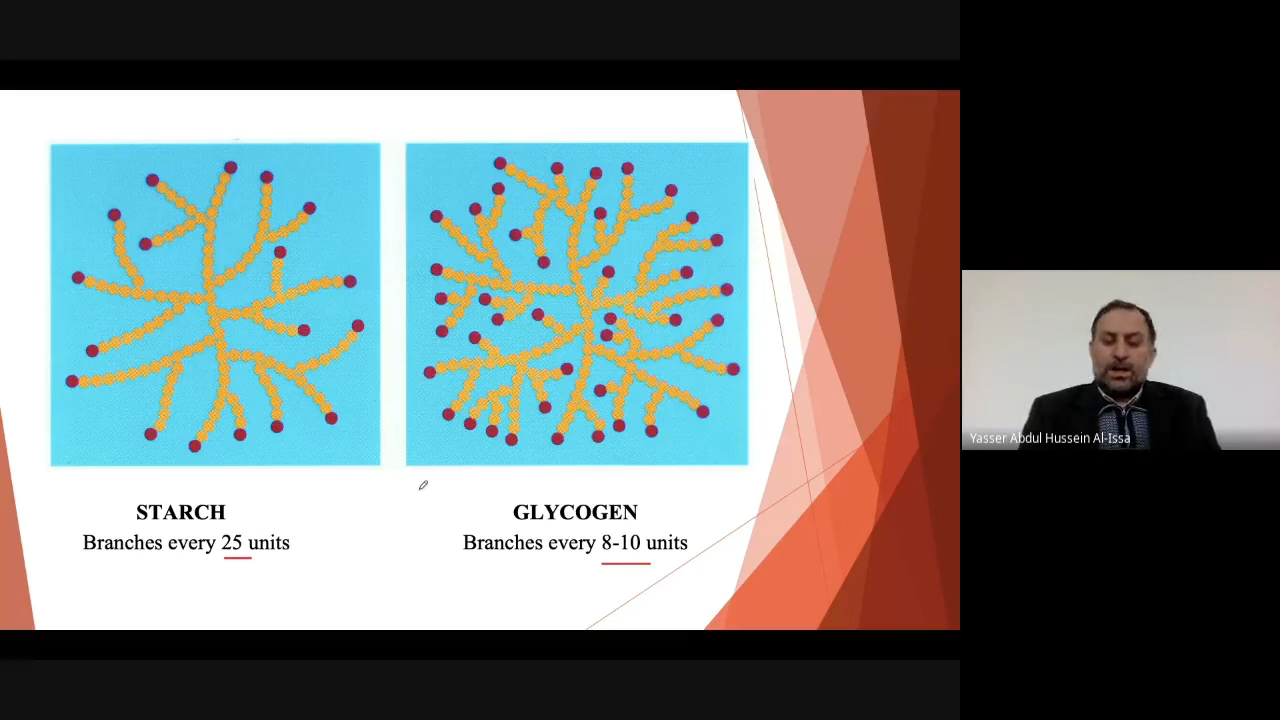 STARCH
Branches every 25 units
GLYCOGEN
Branches every 8-10 units
Yasser Abdul Hussein Al-Issa